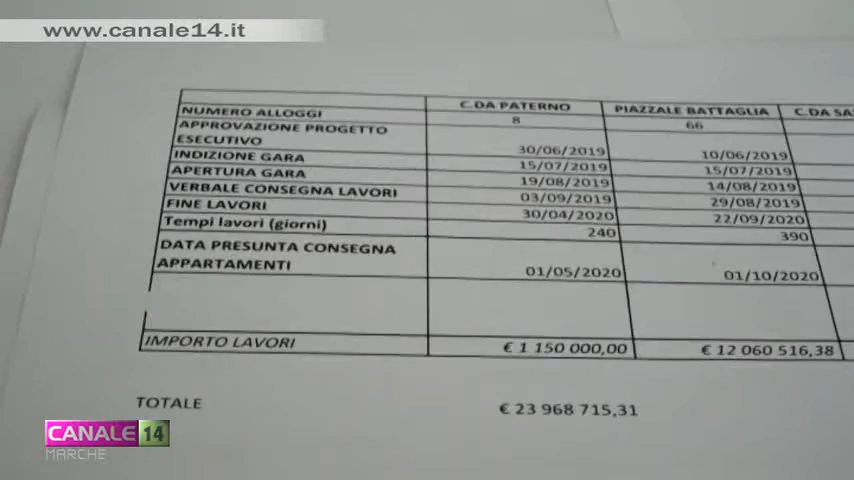 www.canale14.it
C.DA PATERNO PIAZZALE BATTAGLIA C.DA
NUMERO ALLOGGI 8 66
APPROVAZIONE PROGETTO
ESECUTIVO 30/06/2019 10/06/2019
INDIZIONE GARA 15/07/2019 15/07/2019
APERTURA GARA 19/08/2019 14/08/2019
VERBALE CONSEGNA LAVORI 03/09/2019 29/08/2019
FINE LAVORI 30/04/2020 22/09/2020
Tempi lavori (giorni) 240 390
DATA PRESUNTA CONSEGNA
APPARTAMENTI 01/05/2020 01/10/2020
IMPORTO LAVORI € 1 150 000,00 € 12 060 516,38
TOTALE € 23 968 715,31
CANALE 14
MARCHE